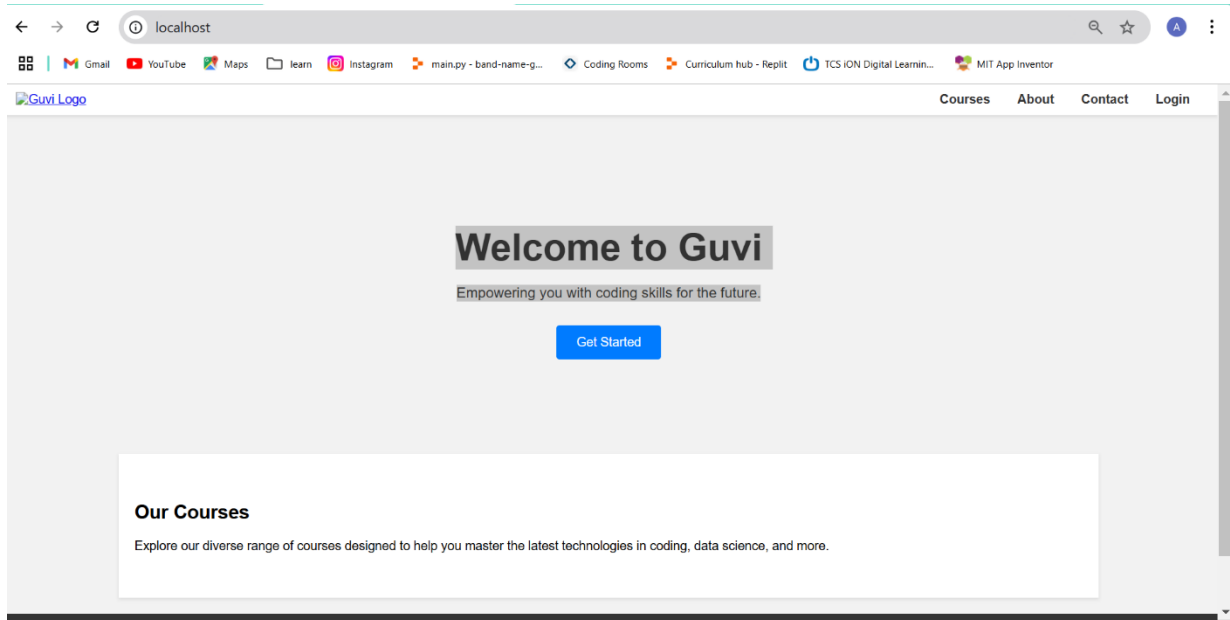 localhost
A
Gmail YouTube Maps learn Instagram main.py - band-name-g... Coding Rooms Curriculum hub - Replit TCS iON Digital Learnin... MIT App Inventor
Guvi Logo Courses About Contact Login
Welcome to Guvi
Empowering you with coding skills for the future.
Get Started
Our Courses
Explore our diverse range of courses designed to help you master the latest technologies in coding, data science, and more.